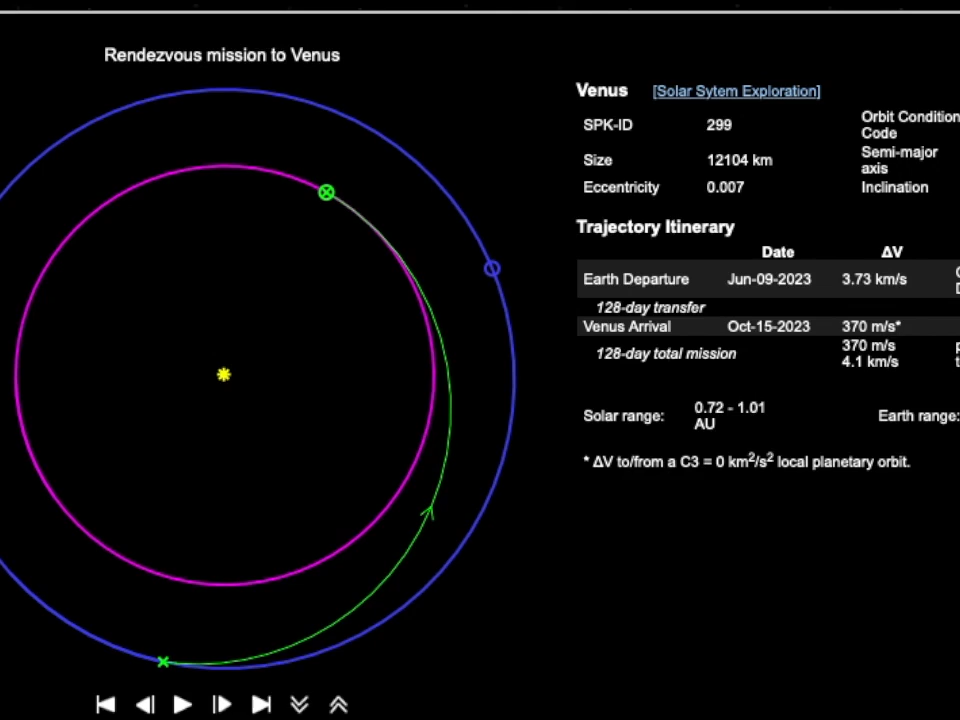 Rendezvous mission to Venus
Venus [Solar Sytem Exploration]
SPK-ID 299 Orbit Condition Code
Size 12104 km Semi-major axis
Eccentricity 0.007 Inclination
Trajectory Itinerary
Date ΔV
Earth Departure Jun-09-2023 3.73 km/s
128-day transfer
Venus Arrival Oct-15-2023 370 m/s*
128-day total mission 370 m/s
4.1 km/s
Solar range: 0.72 - 1.01 AU Earth range:
* ΔV to/from a C3 = 0 km²/s² local planetary orbit.